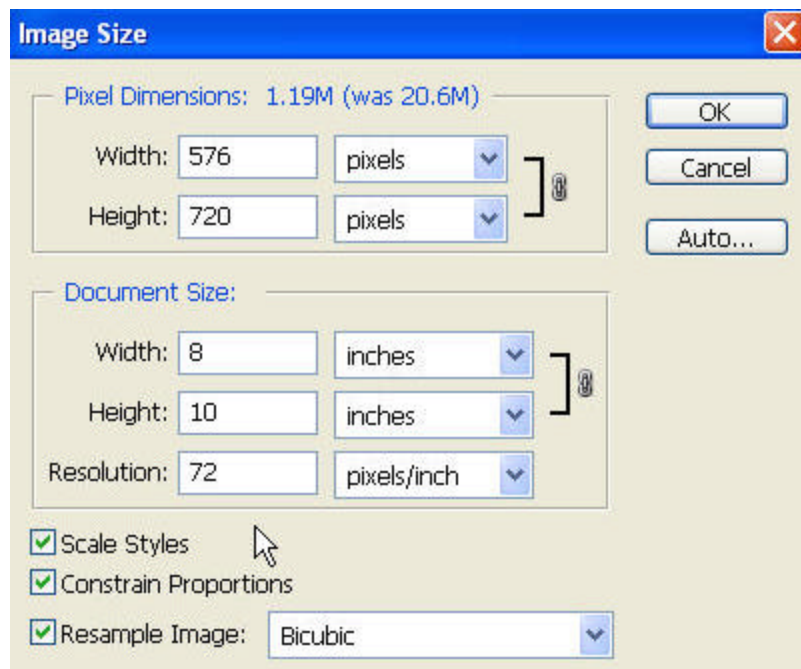 Image Size
Pixel Dimensions: 1.19M (was 20.6M)
OK
Width: 576 pixels
Cancel
Height: 720 pixels
Auto...
Document Size:
Width: 8 inches
Height: 10 inches
Resolution: 72 pixels/inch
Scale Styles
Constrain Proportions
Resample Image: Bicubic